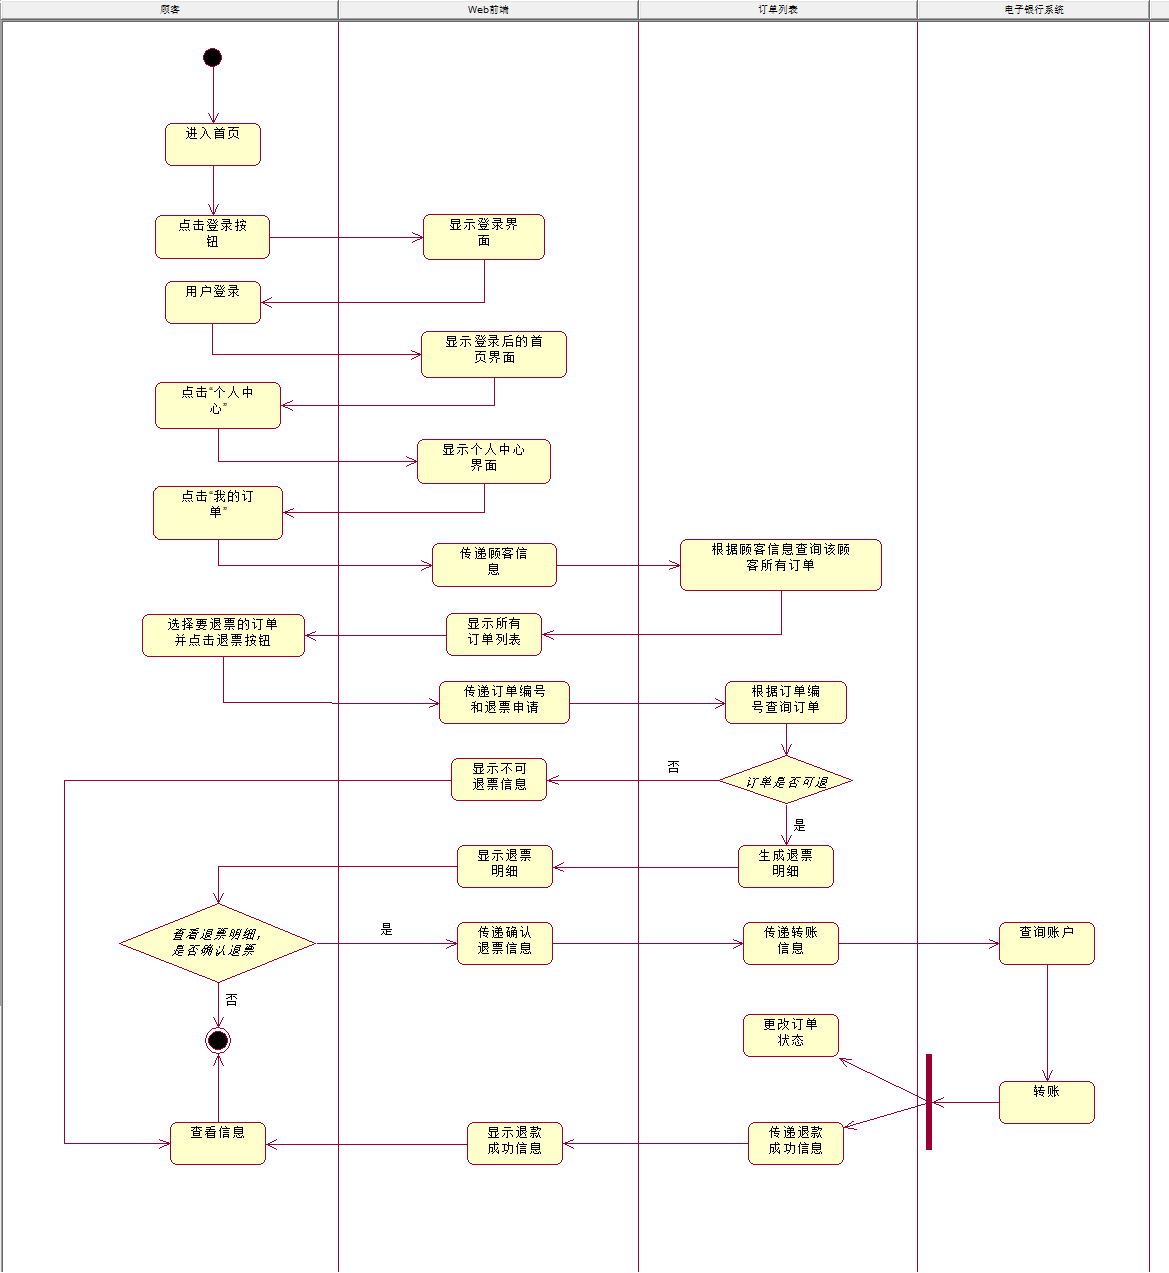 顾客
Web前端
订单列表
电子银行系统
进入首页
点击登录按
钮
显示登录界
面
用户登录
显示登录后的首
页界面
点击“个人中
心”
显示个人中心
界面
点击“我的订
单”
传递顾客信
息
根据顾客信息查询该顾
客所有订单
选择要退票的订单
并点击退票按钮
显示所有
订单列表
传递订单编号
和退票申请
根据订单编
号查询订单
显示不可
退票信息
否
订单是否可退
是
显示退票
明细
生成退票
明细
查看退票明细，
是否确认退票
是
传递确认
退票信息
传递转账
信息
查询账户
否
更改订单
状态
转账
查看信息
显示退款
成功信息
传递退款
成功信息